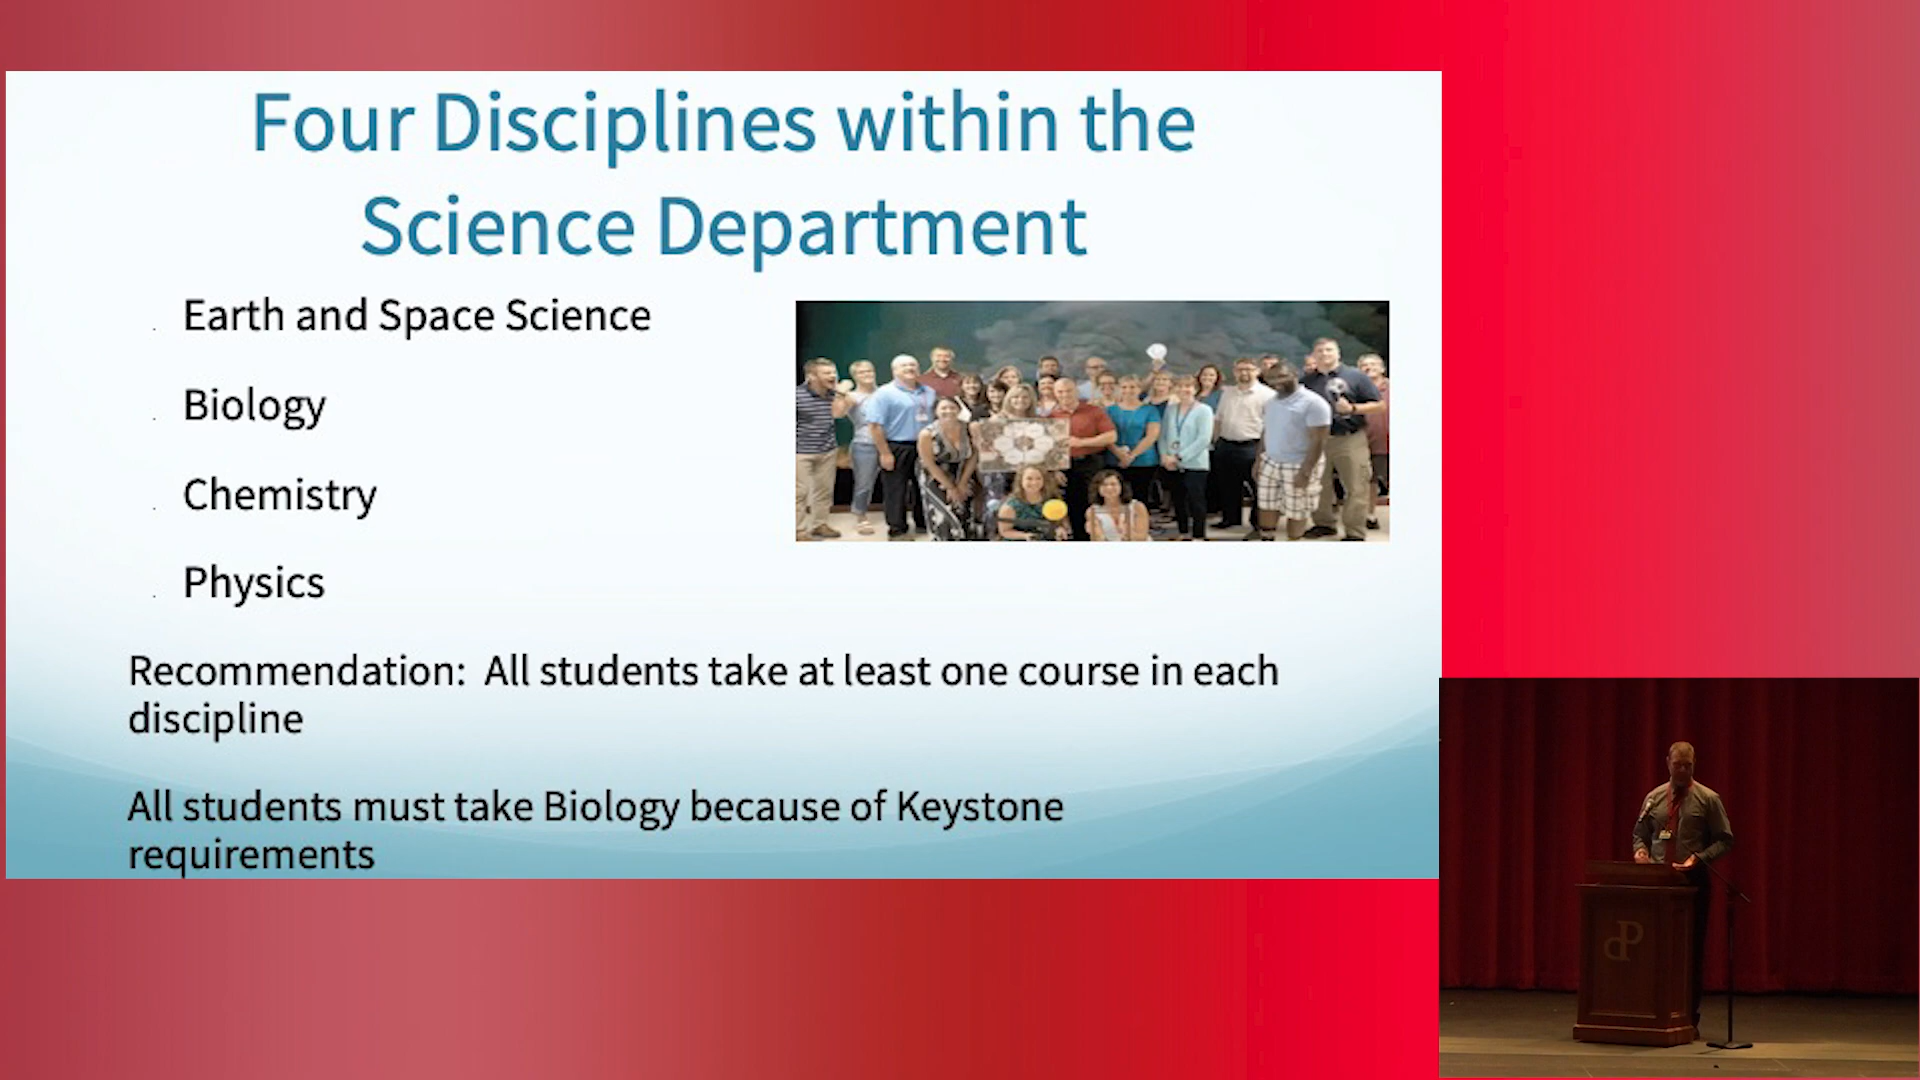 Four Disciplines within the
Science Department
Earth and Space Science
Biology
Chemistry
Physics
Recommendation: All students take at least one course in each
discipline
All students must take Biology because of Keystone
requirements